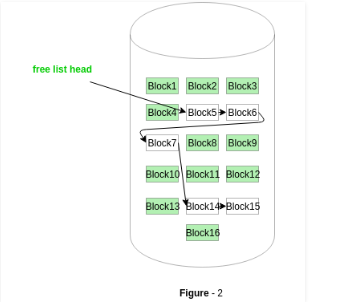 free list head
Block1 Block2 Block3
Block4 Block5 Block6
Block7 Block8 Block9
Block10 Block11 Block12
Block13 Block14 Block15
Block16
Figure - 2